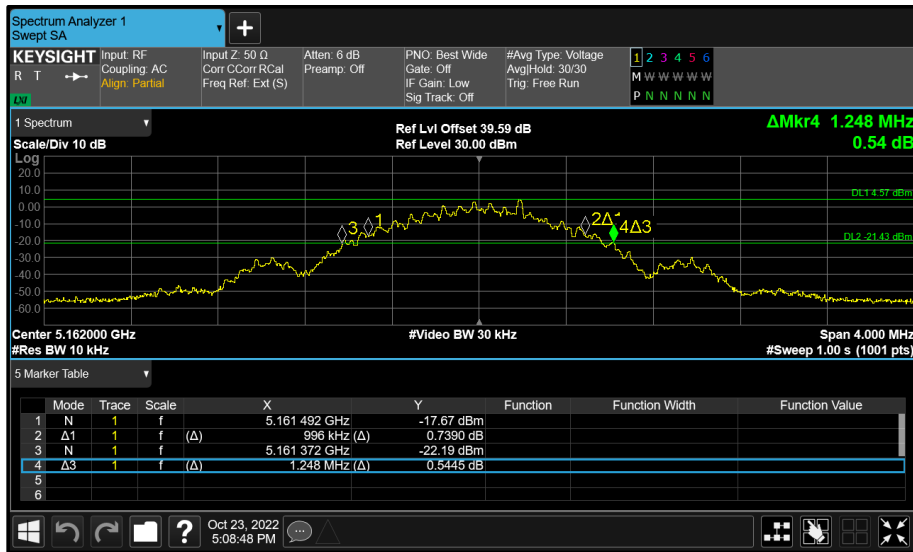 Spectrum Analyzer 1
Swept SA
+
KEYSIGHT Input: RF Input Z: 50 Ω Atten: 6 dB PNO: Best Wide #Avg Type: Voltage 1 2 3 4 5 6
R T Coupling: AC Corr CCorr RCal Preamp: Off Gate: Off Avg|Hold: 30/30 M W W W W W
Align: Partial Freq Ref: Ext (S) IF Gain: Low Trig: Free Run P N N N N N
LXI Sig Track: Off
1 Spectrum Ref Lvl Offset 39.59 dB ΔMkr4 1.248 MHz
Scale/Div 10 dB Ref Level 30.00 dBm 0.54 dB
Log
20.0
10.0
DL1 4.57 dBm
0.00
3 1 2Δ1 4Δ3
-10.0
-20.0
DL2 -21.43 dBm
-30.0
-40.0
-50.0
-60.0
Center 5.162000 GHz #Video BW 30 kHz Span 4.000 MHz
#Res BW 10 kHz #Sweep 1.00 s (1001 pts)
5 Marker Table
Mode Trace Scale X Y Function Function Width Function Value
1 N 1 f 5.161 492 GHz -17.67 dBm
2 Δ1 1 f (Δ) 996 kHz (Δ) 0.7390 dB
3 N 1 f 5.161 372 GHz -22.19 dBm
4 Δ3 1 f (Δ) 1.248 MHz (Δ) 0.5445 dB
5
6
? Oct 23, 2022
5:08:48 PM